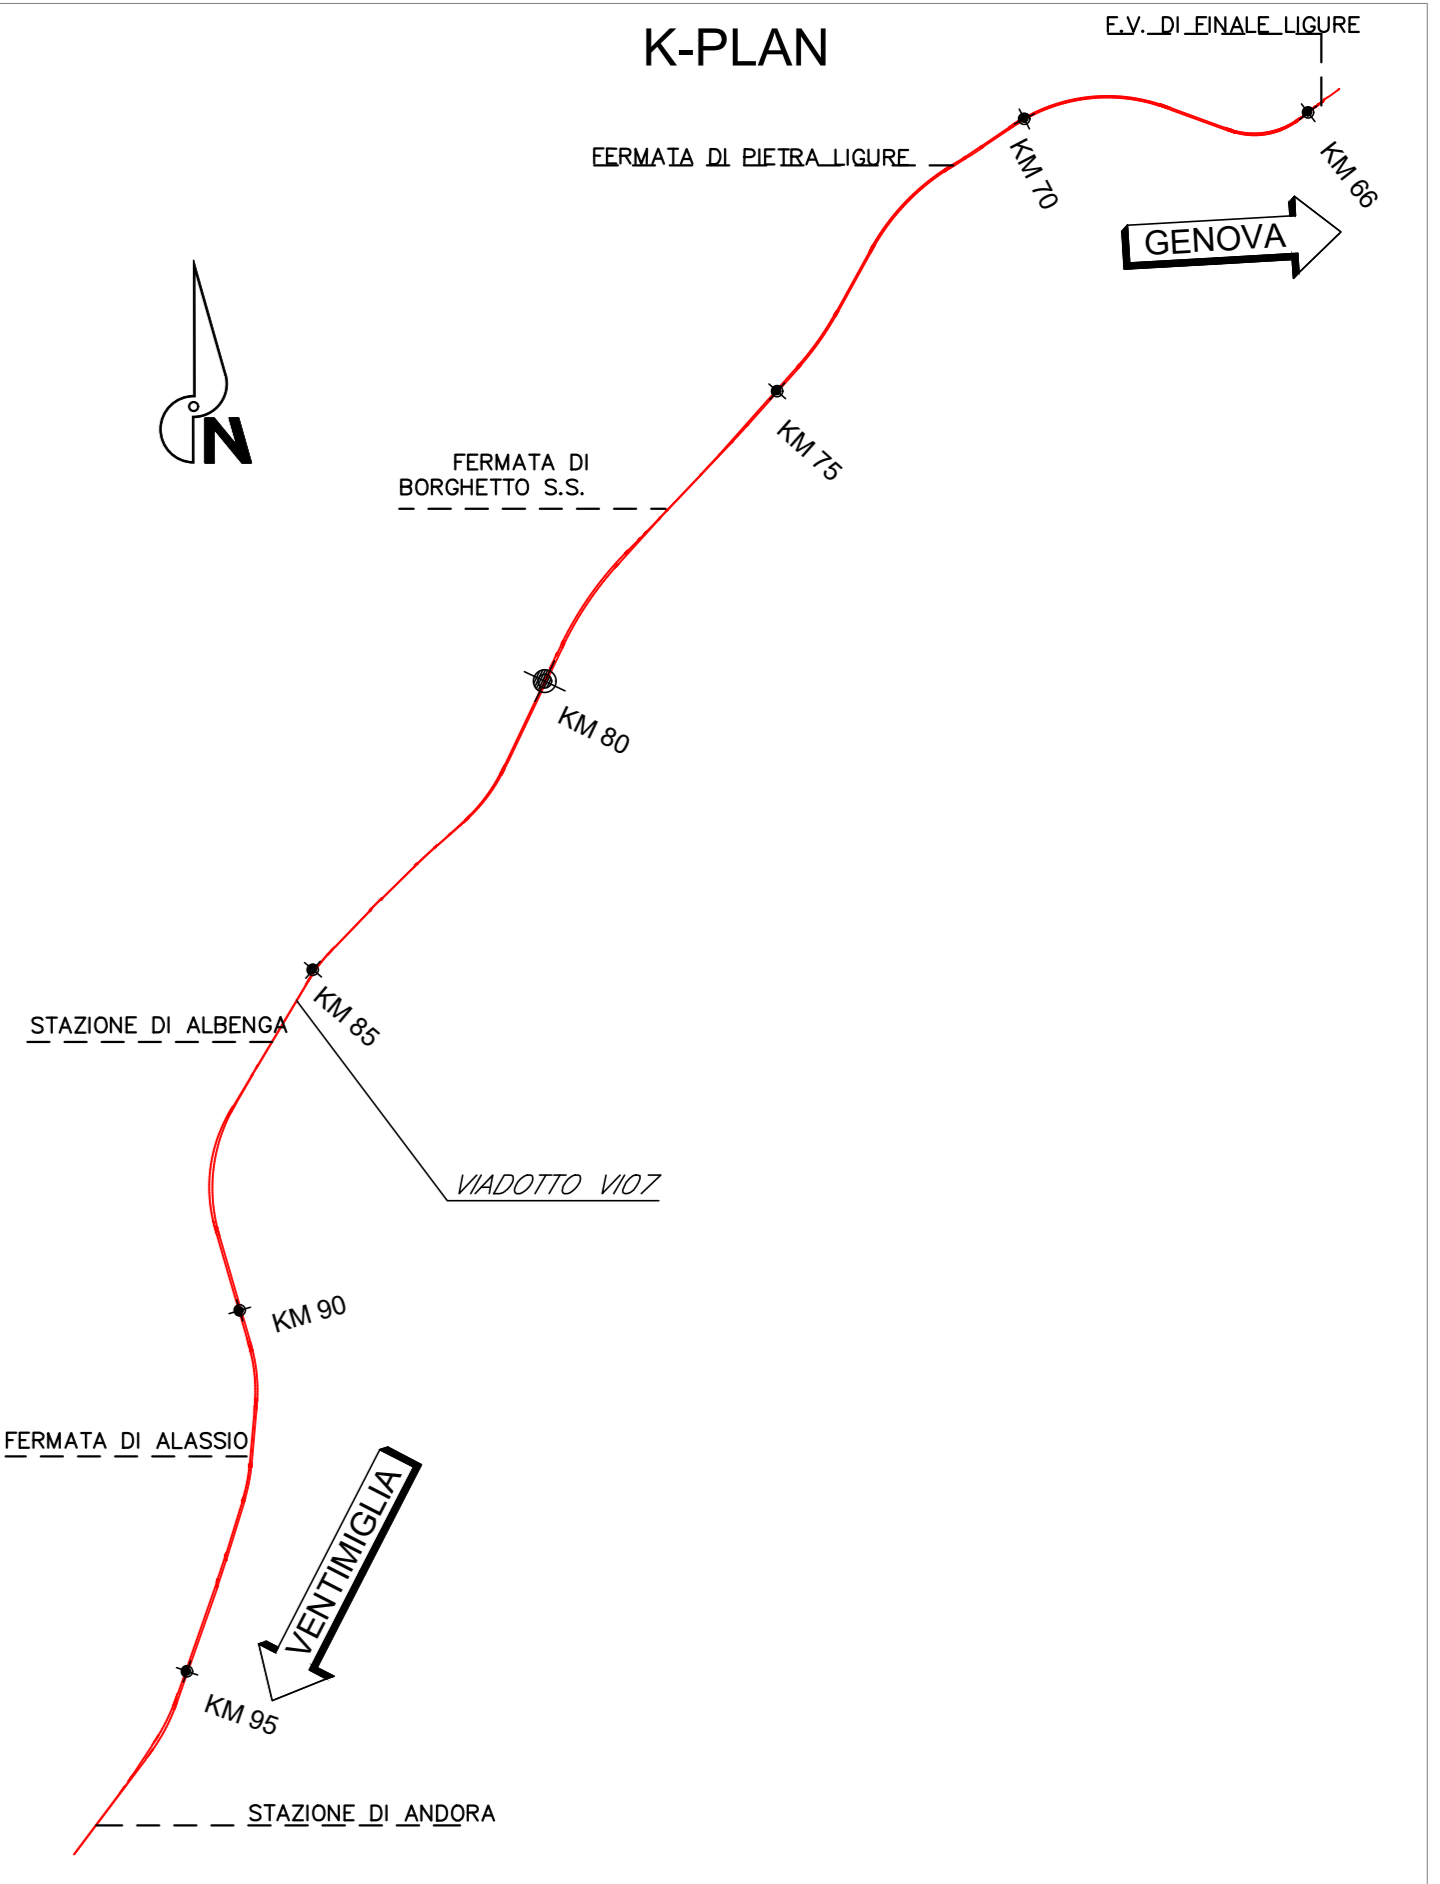 K-PLAN
F.V. DI FINALE LIGURE
FERMATA DI PIETRA LIGURE
KM 70
KM 66
GENOVA
N
KM 75
FERMATA DI
BORGHETTO S.S.
KM 80
KM 85
STAZIONE DI ALBENGA
VIADOTTO VI07
KM 90
FERMATA DI ALASSIO
VENTIMIGLIA
KM 95
STAZIONE DI ANDORA